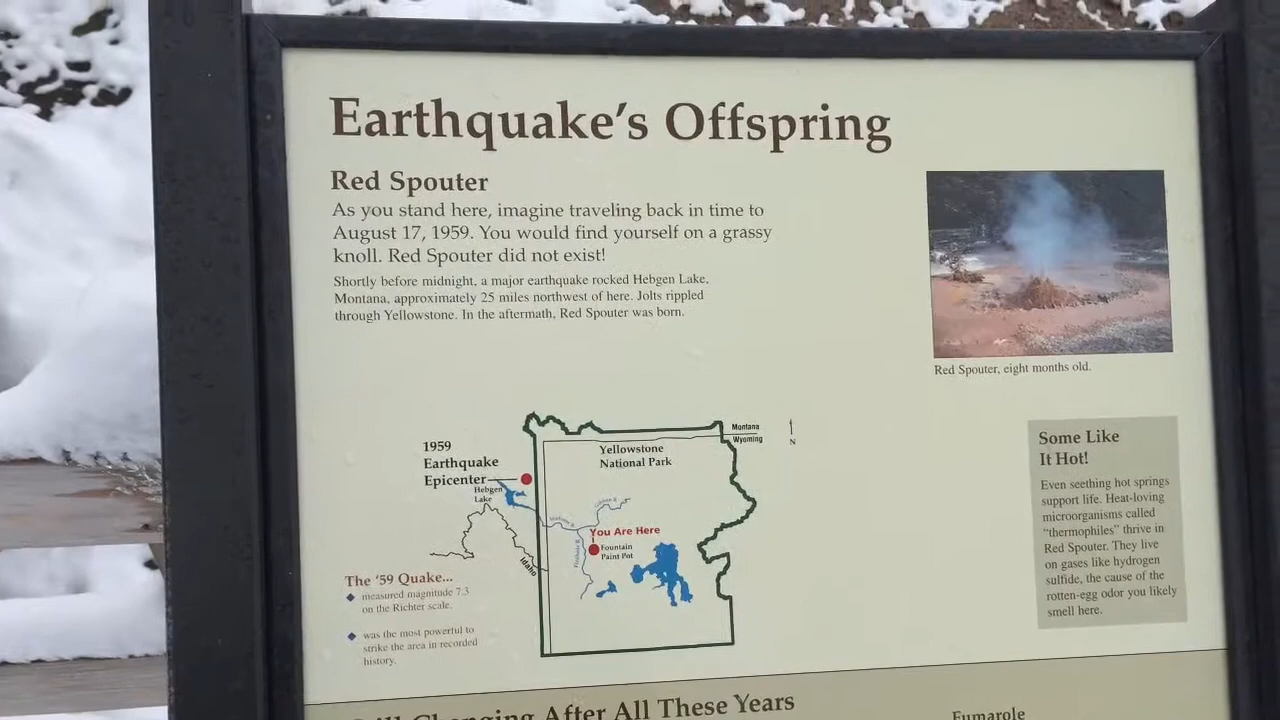 Earthquake's Offspring
Red Spouter
As you stand here, imagine traveling back in time to
August 17, 1959. You would find yourself on a grassy
knoll. Red Spouter did not exist!
Shortly before midnight, a major earthquake rocked Hebgen Lake,
Montana, approximately 25 miles northwest of here. Jolts rippled
through Yellowstone. In the aftermath, Red Spouter was born.
Red Spouter, eight months old.
1959
Earthquake
Epicenter
Hebgen
Lake
Yellowstone
National Park
Montana
Wyoming
N
You Are Here
Fountain
Paint Pot
Idaho
The '59 Quake...
measured magnitude 7.3
on the Richter scale.
was the most powerful to
strike the area in recorded
history.
Some Like
It Hot!
Even seething hot springs
support life. Heat-loving
microorganisms called
"thermophiles" thrive in
Red Spouter. They live
on gases like hydrogen
sulfide, the cause of the
rotten-egg odor you likely
smell here.
Changing After All These Years
Fumarole